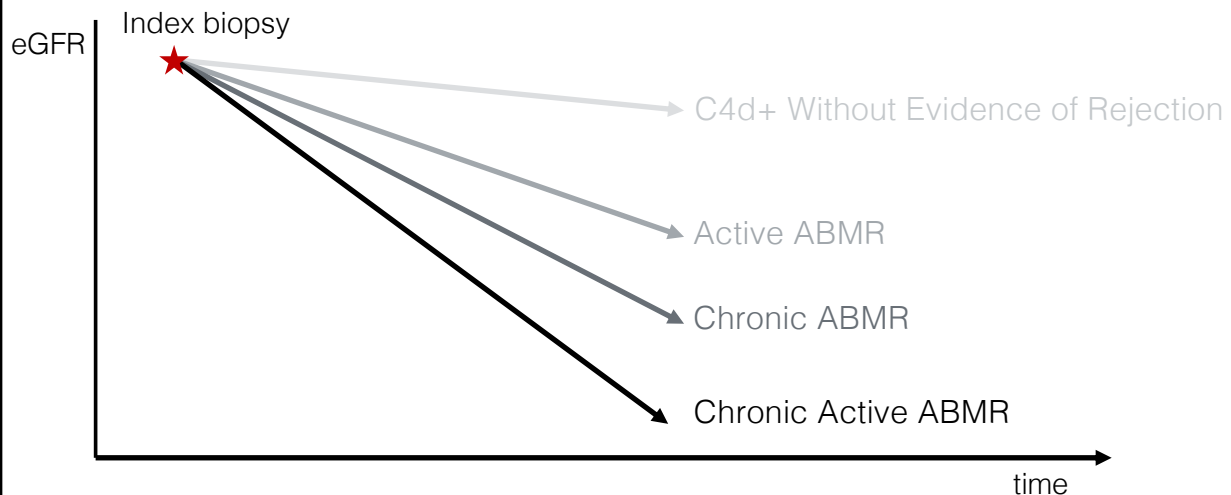 Index biopsy
eGFR
C4d+ Without Evidence of Rejection
Active ABMR
Chronic ABMR
Chronic Active ABMR
time